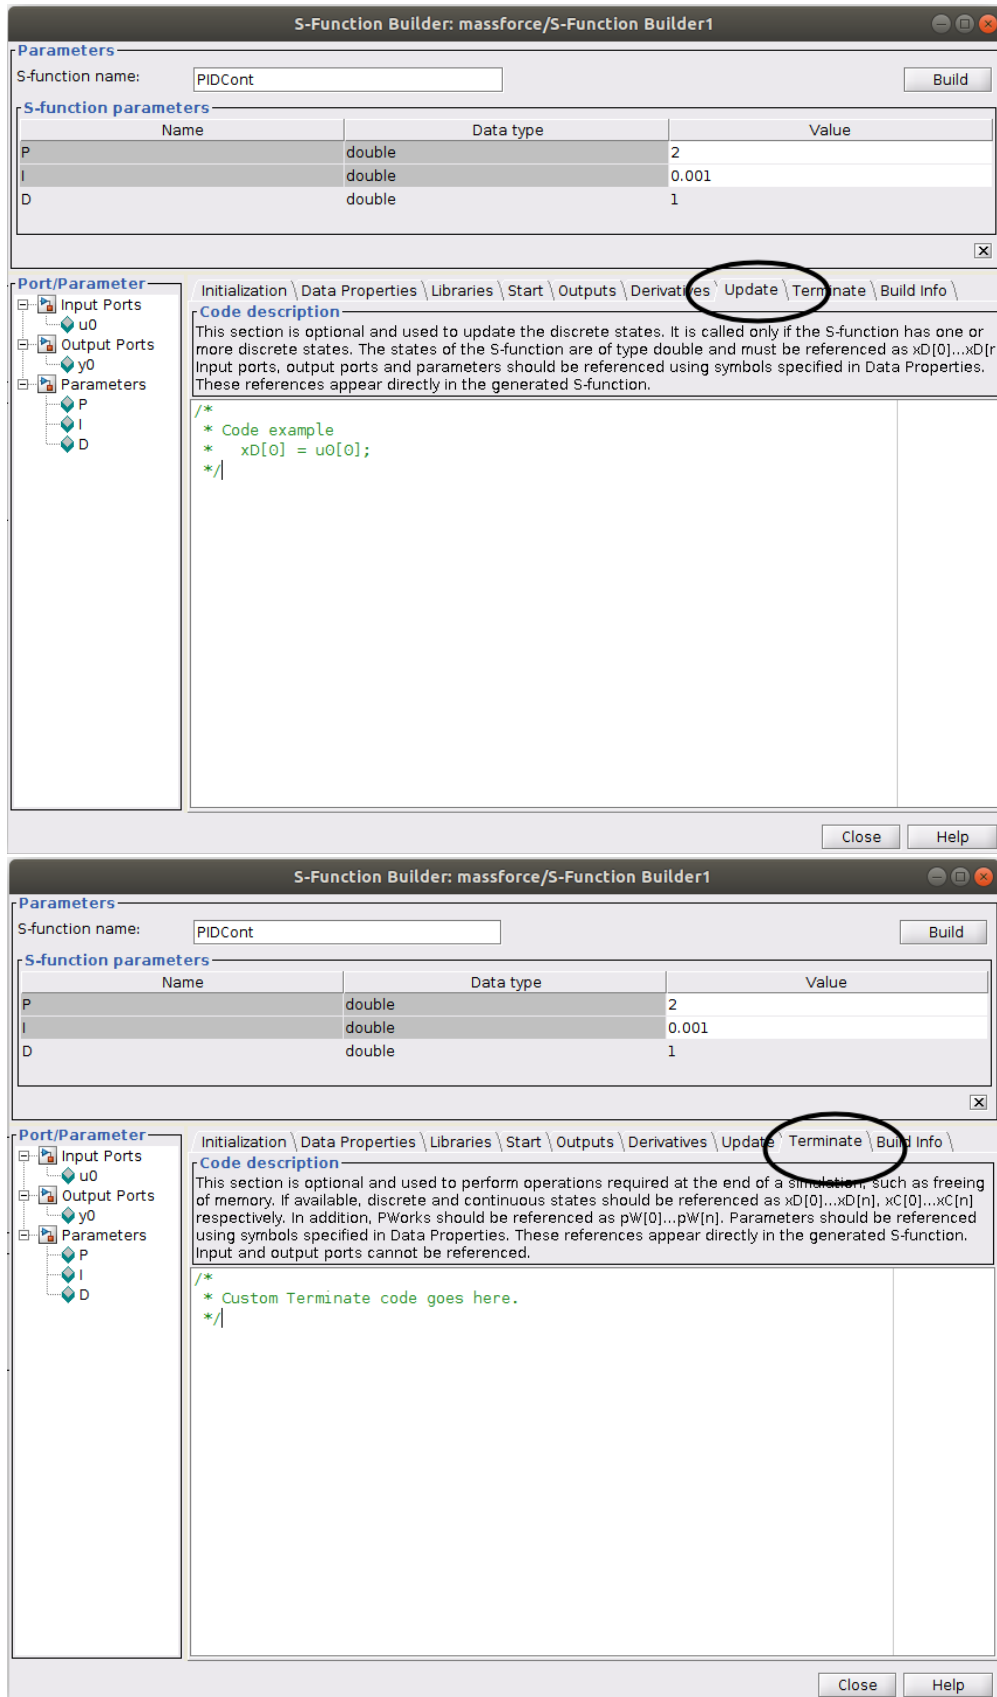 S-Function Builder: massforce/S-Function Builder1
Parameters
S-function name: PIDCont Build
S-function parameters
Name Data type Value
P double 2
I double 0.001
D double 1
Port/Parameter
Input Ports
u0
Output Ports
y0
Parameters
P
I
D
Initialization Data Properties Libraries Start Outputs Derivatives Update Terminate Build Info
Code description
This section is optional and used to update the discrete states. It is called only if the S-function has one or
more discrete states. The states of the S-function are of type double and must be referenced as xD[0]...xD[r
Input ports, output ports and parameters should be referenced using symbols specified in Data Properties.
These references appear directly in the generated S-function.
/*
* Code example
* xD[0] = u0[0];
*/
Close Help
S-Function Builder: massforce/S-Function Builder1
Parameters
S-function name: PIDCont Build
S-function parameters
Name Data type Value
P double 2
I double 0.001
D double 1
Port/Parameter
Input Ports
u0
Output Ports
y0
Parameters
P
I
D
Initialization Data Properties Libraries Start Outputs Derivatives Update Terminate Build Info
Code description
This section is optional and used to perform operations required at the end of a simulation, such as freeing
of memory. If available, discrete and continuous states should be referenced as xD[0]...xD[n], xC[0]...xC[n]
respectively. In addition, PWorks should be referenced as pW[0]...pW[n]. Parameters should be referenced
using symbols specified in Data Properties. These references appear directly in the generated S-function.
Input and output ports cannot be referenced.
/*
* Custom Terminate code goes here.
*/
Close Help